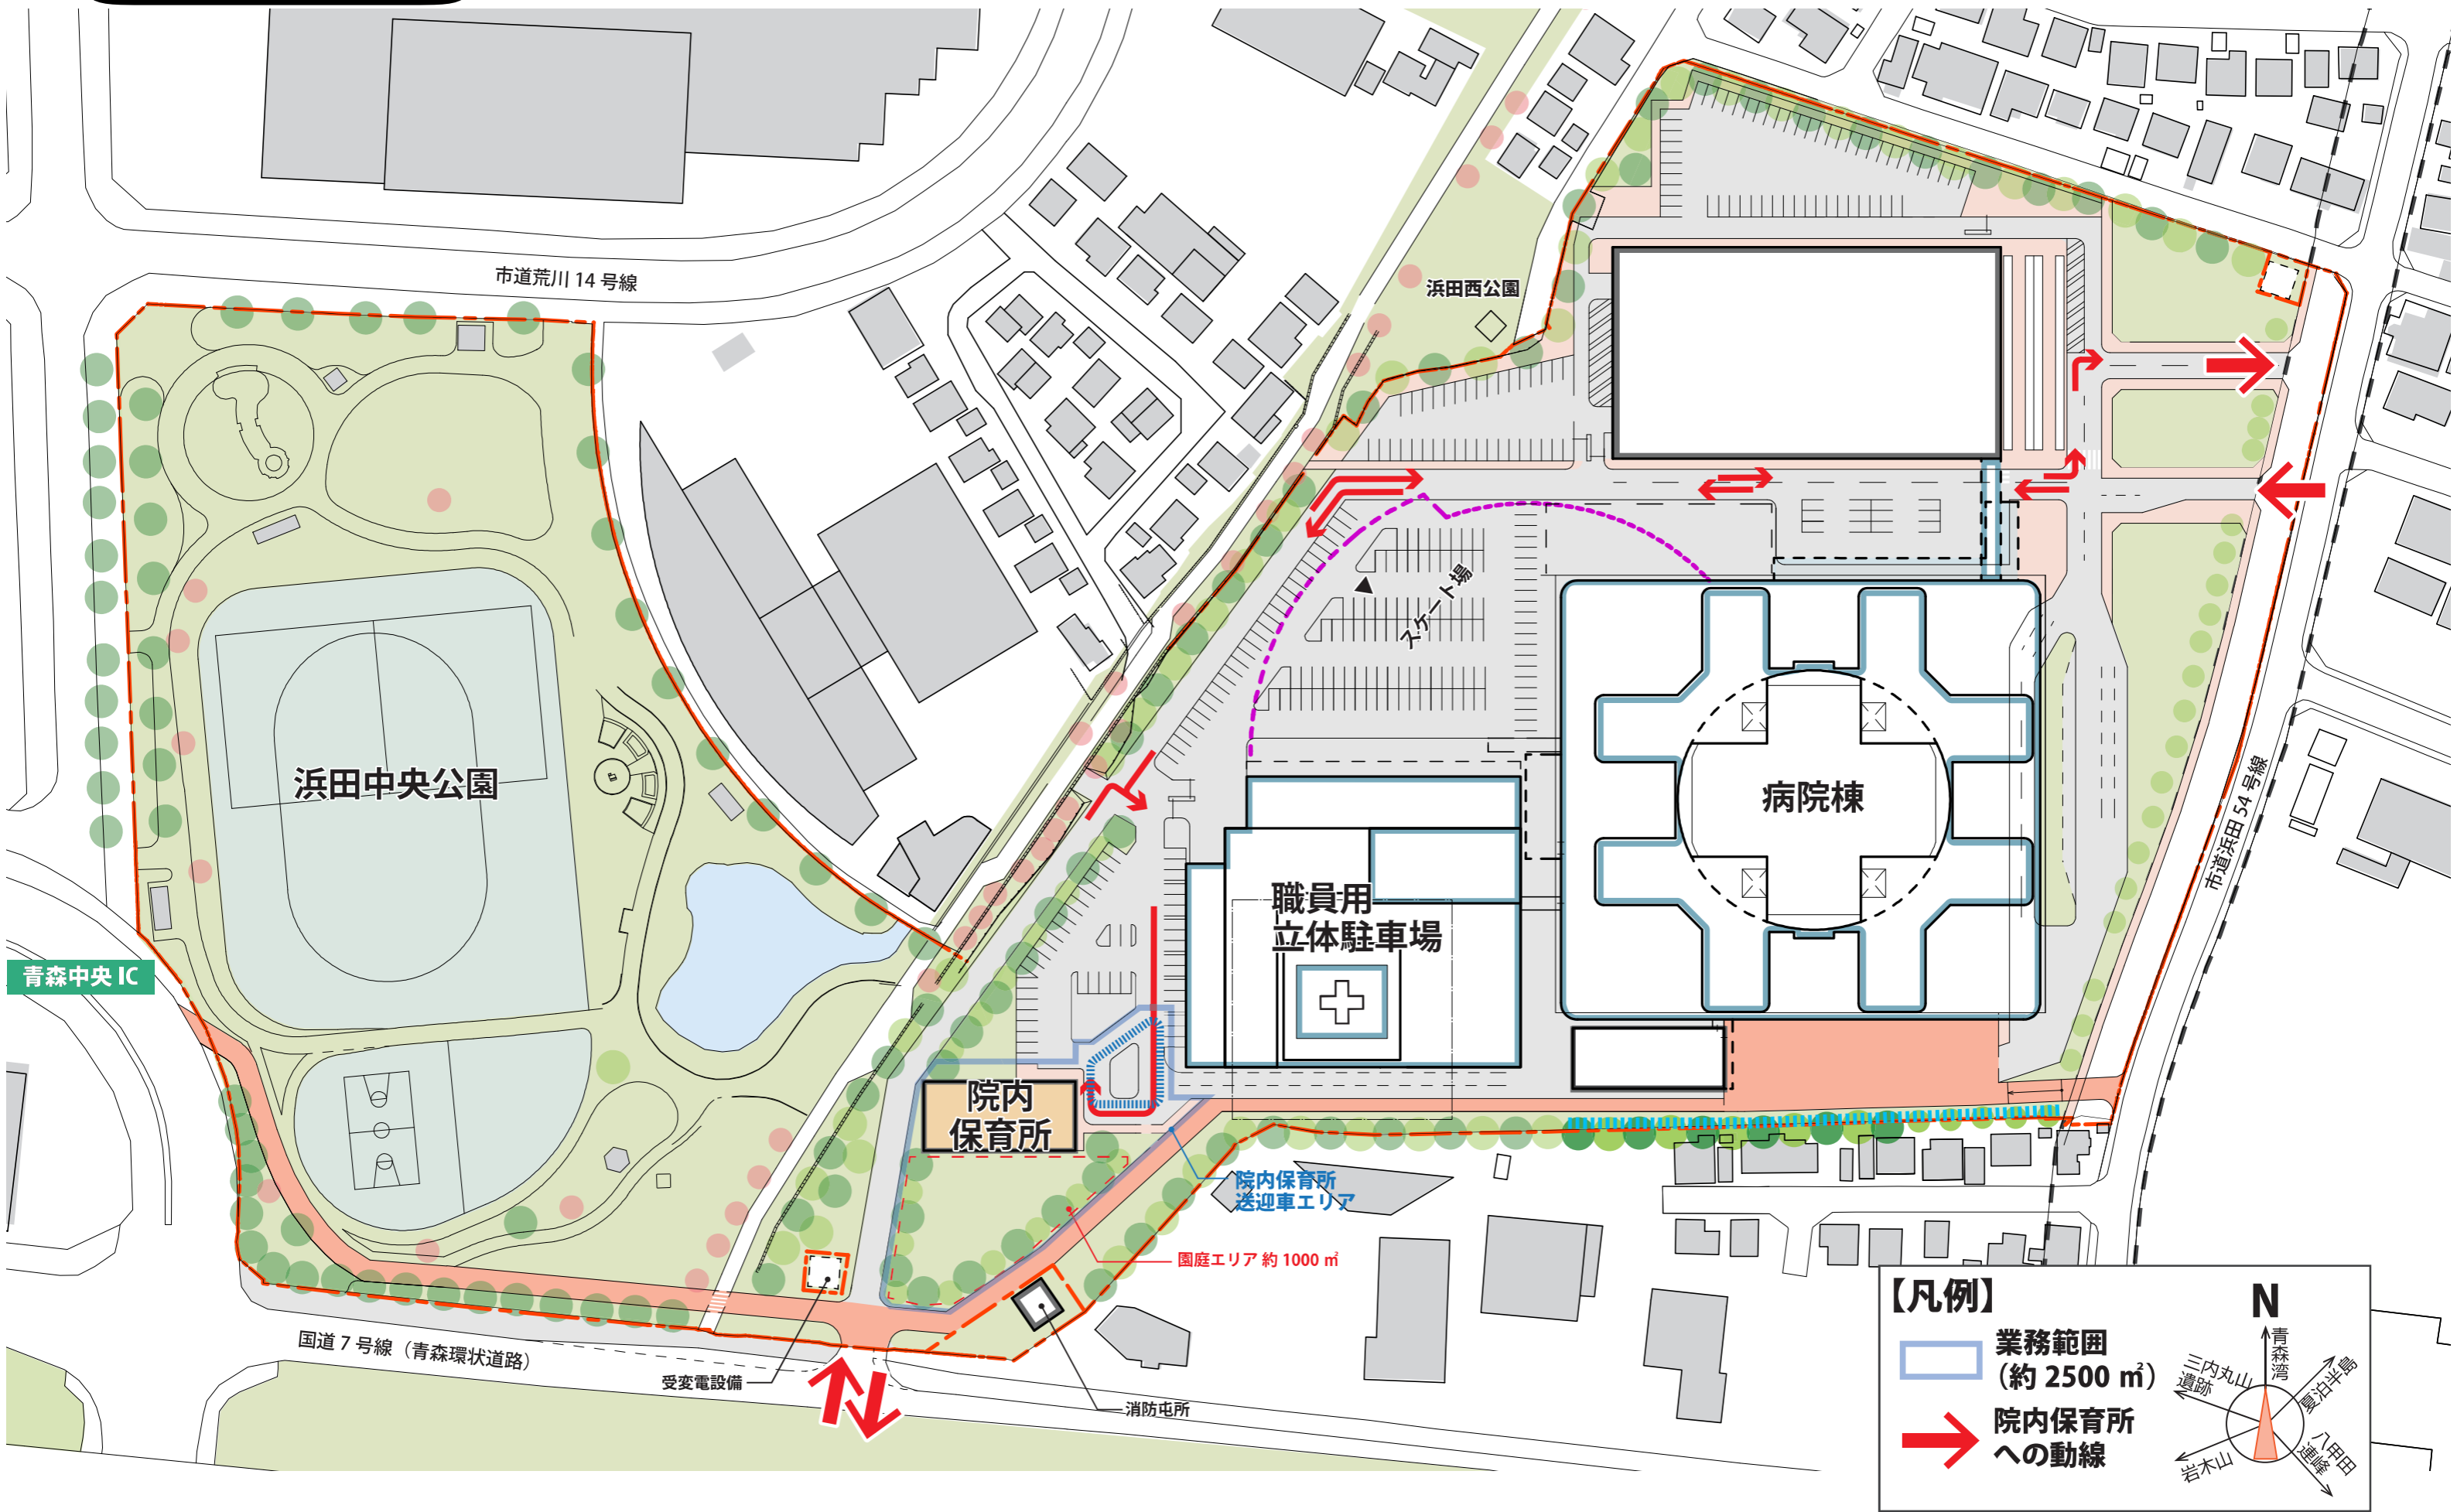 市道荒川 14 号線
浜田西公園
スケート場
浜田中央公園
病院棟
市道浜田 54 号線
職員用
立体駐車場
青森中央 IC
院内
保育所
院内保育所
送迎車エリア
園庭エリア 約 1000 ㎡
国道 7 号線（青森環状道路）
受変電設備
消防屯所
【凡例】
業務範囲
（約 2500 ㎡）
院内保育所
への動線
N
青森湾
三内丸山
遺跡
夏泊半島
岩木山
八甲田
連峰